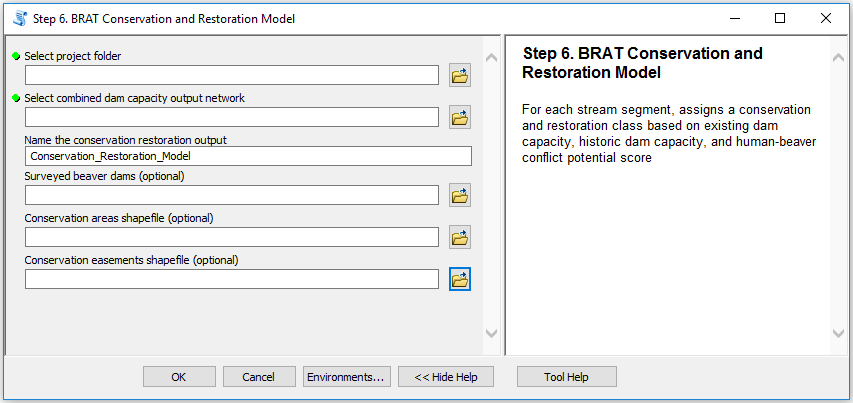 Step 6. BRAT Conservation and Restoration Model
Select project folder
Select combined dam capacity output network
Name the conservation restoration output
Conservation_Restoration_Model
Surveyed beaver dams (optional)
Conservation areas shapefile (optional)
Conservation easements shapefile (optional)
Step 6. BRAT Conservation and
Restoration Model
For each stream segment, assigns a conservation
and restoration class based on existing dam
capacity, historic dam capacity, and human-beaver
conflict potential score
OK
Cancel
Environments...
<< Hide Help
Tool Help